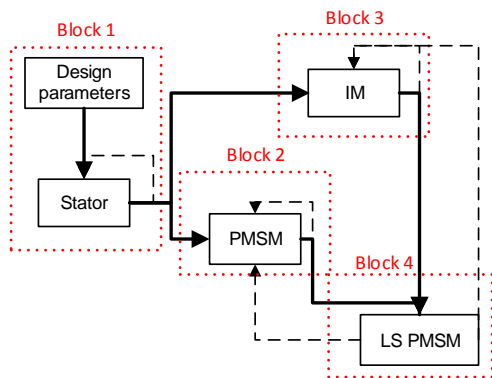 Block 1
Block 3
Design
parameters
IM
Block 2
Stator
PMSM
Block 4
LS PMSM